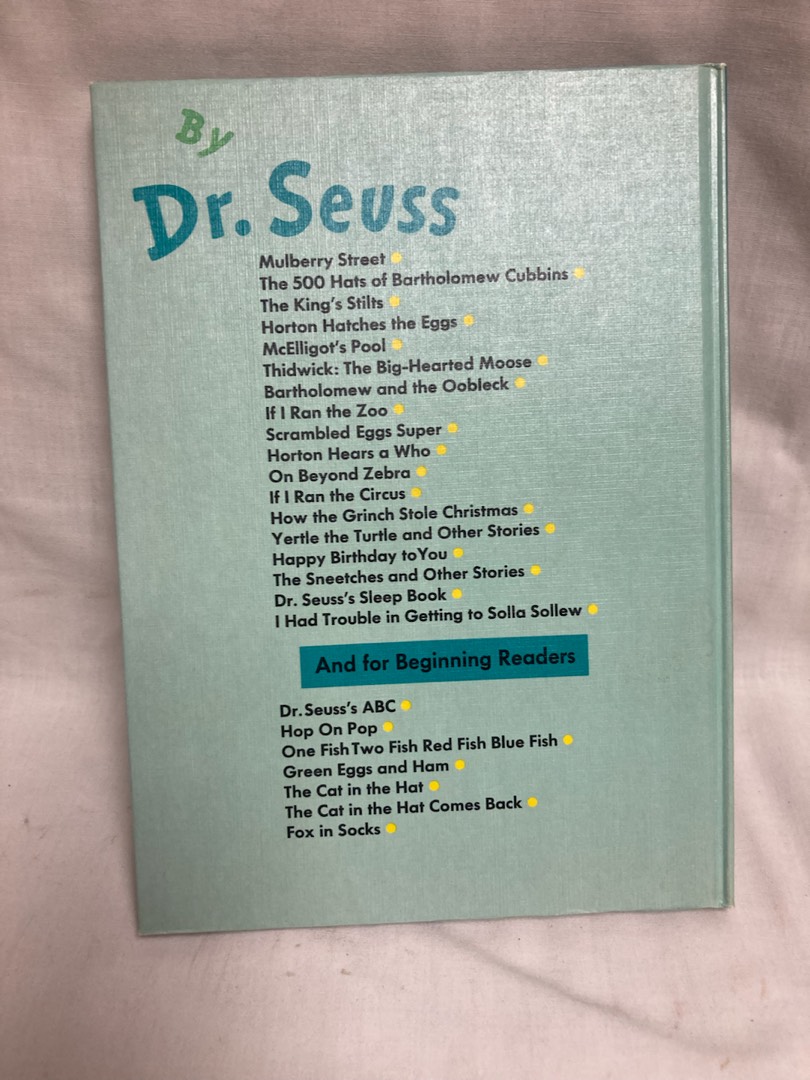 By
Dr. Seuss
Mulberry Street
The 500 Hats of Bartholomew Cubbins
The King's Stilts
Horton Hatches the Eggs
McElligot's Pool
Thidwick: The Big-Hearted Moose
Bartholomew and the Oobleck
If I Ran the Zoo
Scrambled Eggs Super
Horton Hears a Who
On Beyond Zebra
If I Ran the Circus
How the Grinch Stole Christmas
Yertle the Turtle and Other Stories
Happy Birthday to You
The Sneetches and Other Stories
Dr. Seuss's Sleep Book
I Had Trouble in Getting to Solla Sollew
And for Beginning Readers
Dr. Seuss's ABC
Hop On Pop
One Fish Two Fish Red Fish Blue Fish
Green Eggs and Ham
The Cat in the Hat
The Cat in the Hat Comes Back
Fox in Socks